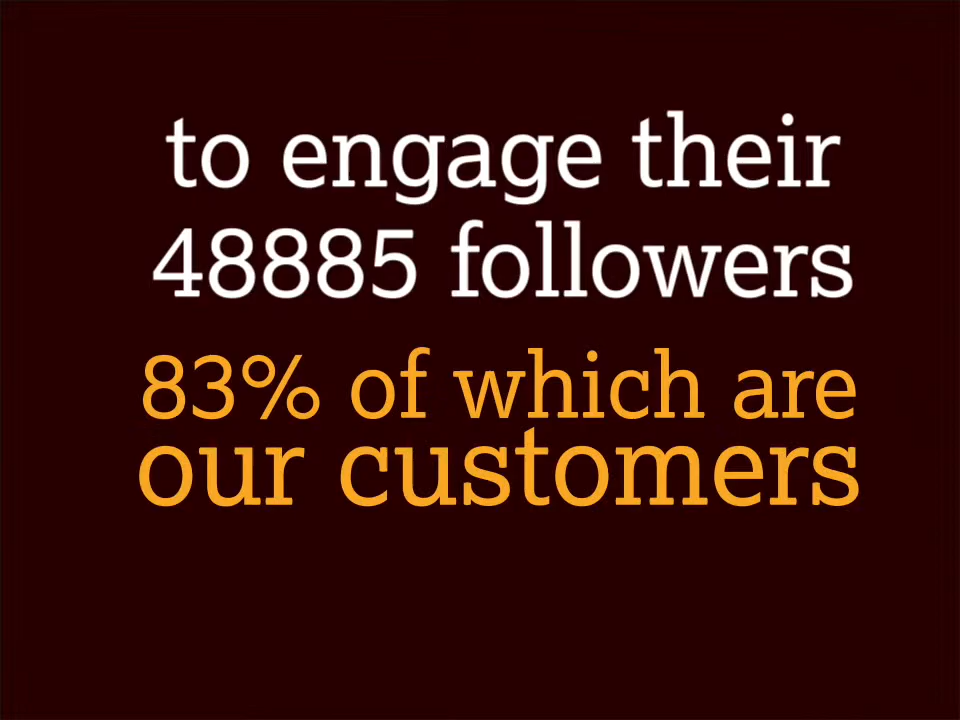 to engage their
48885 followers
83% of which are
our customers